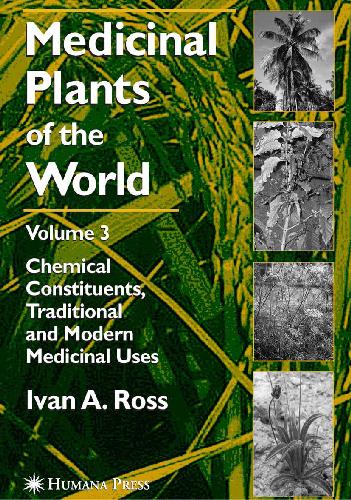 Medicinal
Plants
of the
World
Volume 3
Chemical
Constituents,
Traditional
and Modern
Medicinal Uses
Ivan A. Ross
HUMANA PRESS